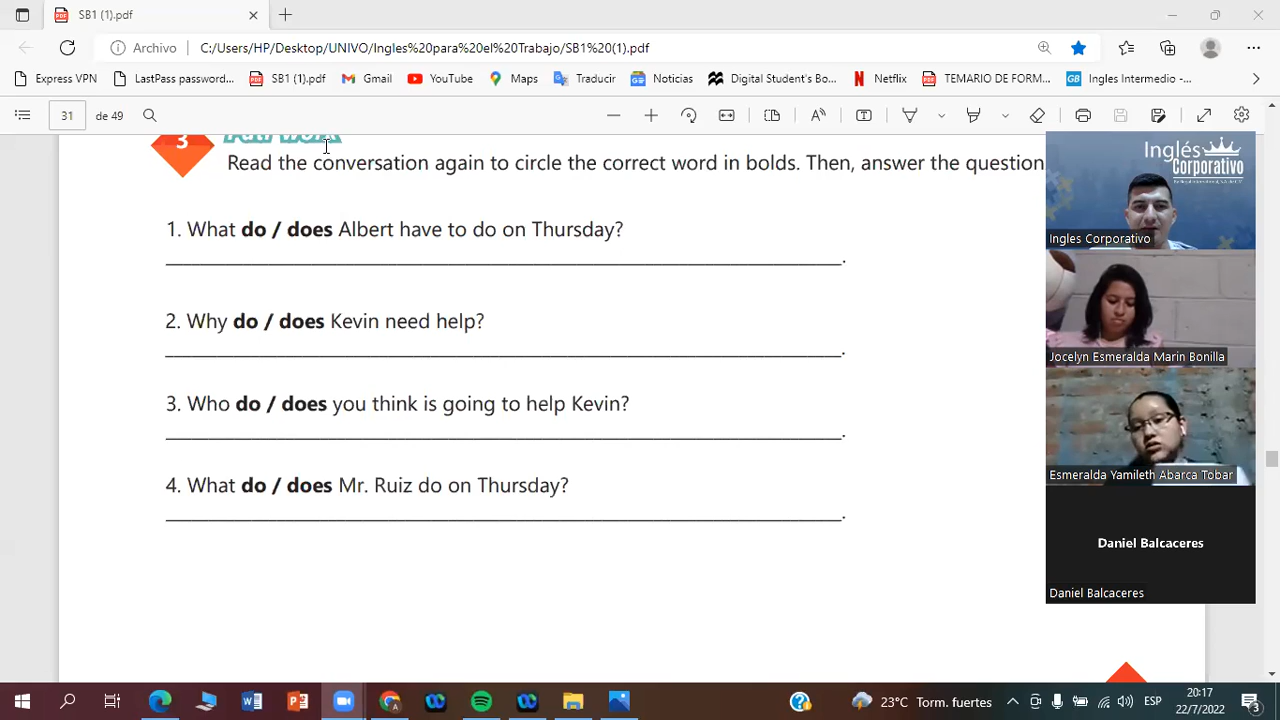 SB1 (1).pdf
Archivo
C:/Users/HP/Desktop/UNIVO/Ingles%20para%20el%20Trabajo/SB1%20(1).pdf
Express VPN
LastPass password...
SB1 (1).pdf
Gmail
YouTube
Maps
Traducir
Noticias
Digital Student's Bo...
Netflix
TEMARIO DE FORM...
Ingles Intermedio -...
31
de 49
3
Pair work
Read the conversation again to circle the correct word in bolds. Then, answer the question
1. What do / does Albert have to do on Thursday?
2. Why do / does Kevin need help?
3. Who do / does you think is going to help Kevin?
4. What do / does Mr. Ruiz do on Thursday?
Inglés
Corporativo
Ingles Corporativo
Jocelyn Esmeralda Marin Bonilla
Esmeralda Yamileth Abarca Tobar
Daniel Balcaceres
Daniel Balcaceres
23°C Torm. fuertes
ESP
20:17
22/7/2022
3